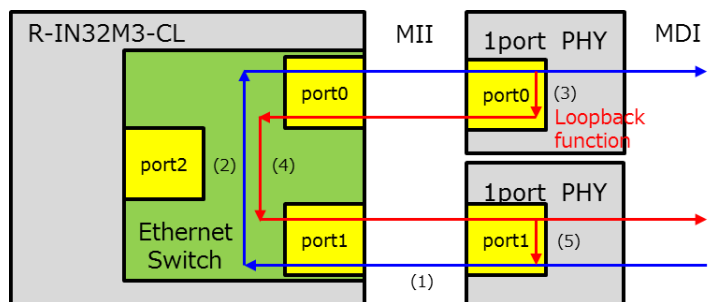 R-IN32M3-CL
MII
1port PHY
MDI
port0
port0
(3)
Loopback
function
port2
(2)
(4)
1port PHY
Ethernet
Switch
port1
port1
(5)
(1)